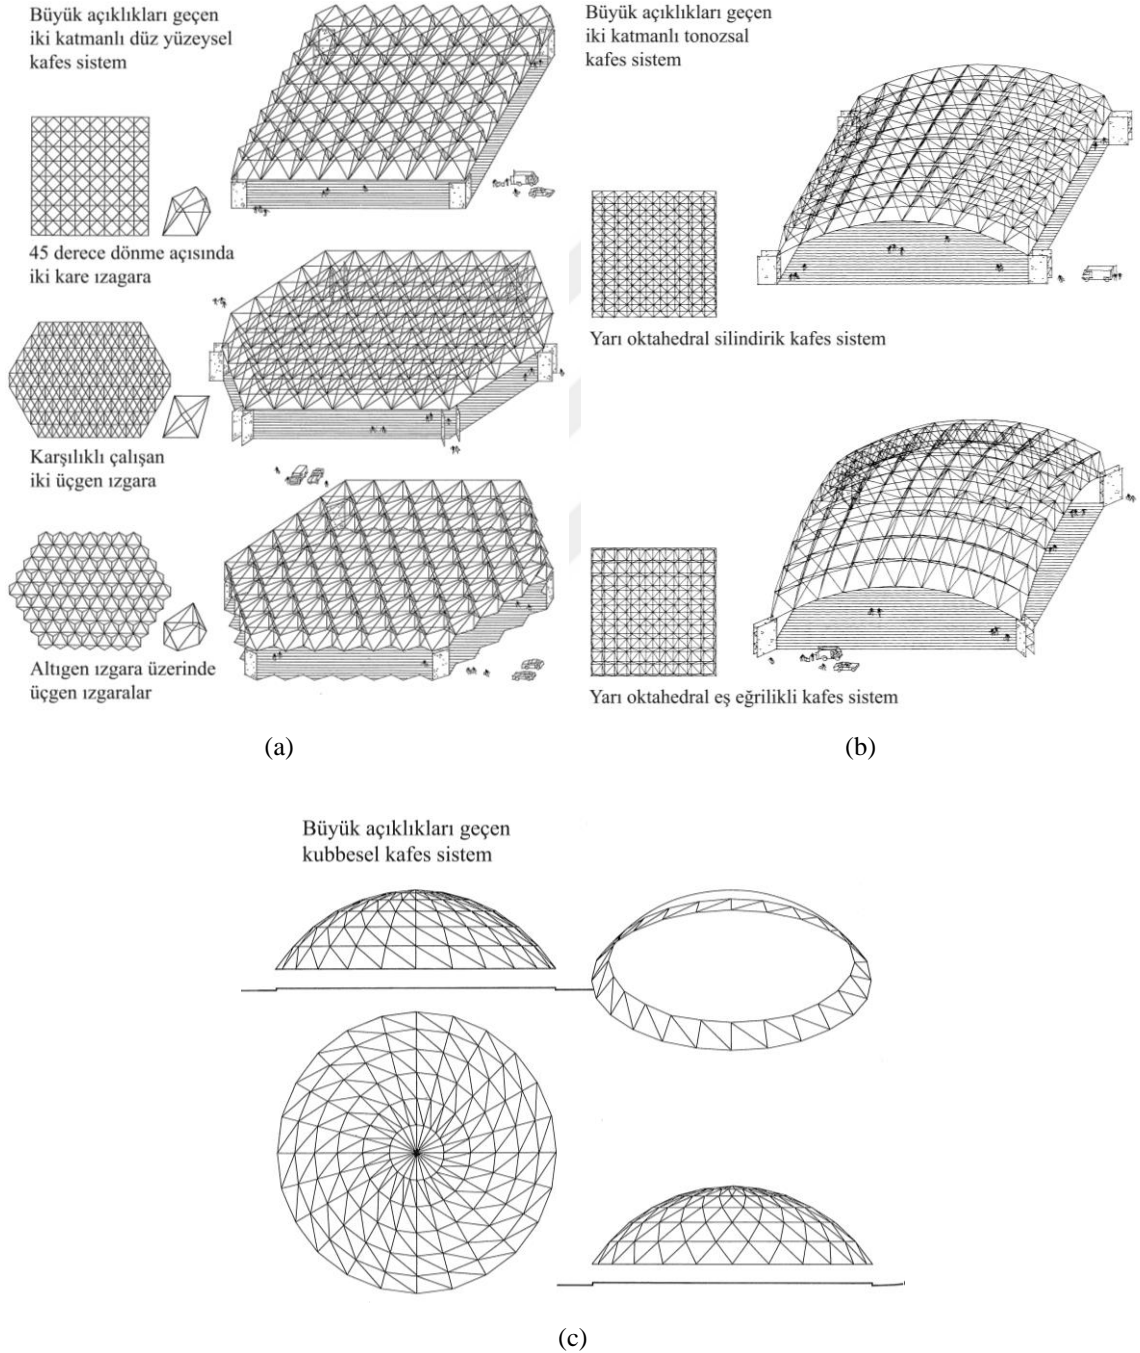 Büyük açıklıkları geçen
iki katmanlı düz yüzeysel
kafes sistem
45 derece dönme açısında
iki kare ızagara
Karşılıklı çalışan
iki üçgen ızgara
Altıgen ızgara üzerinde
üçgen ızgaralar
(a)
Büyük açıklıkları geçen
iki katmanlı tonozsal
kafes sistem
Yarı oktahedral silindirik kafes sistem
Yarı oktahedral eş eğrilikli kafes sistem
(b)
Büyük açıklıkları geçen
kubbesel kafes sistem
(c)